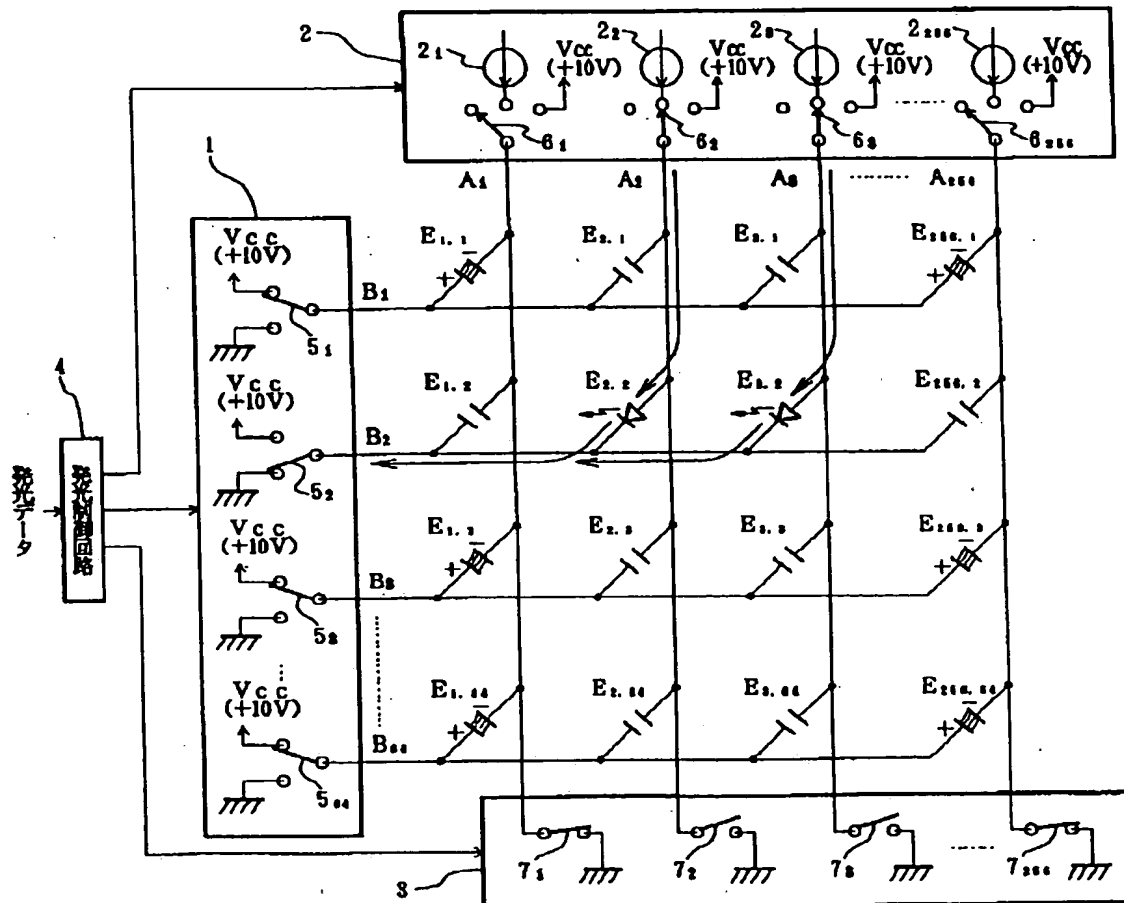 2
2₁
Vcc
(+10V)
2₂
Vcc
(+10V)
2₃
Vcc
(+10V)
2₂₅₆
Vcc
(+10V)
6₁
6₂
6₃
6₂₅₆
A₁
A₂
A₃
A₂₅₆
1
Vcc
(+10V)
B₁
5₁
E₁.₁
E₂.₁
E₃.₁
E₂₅₆.₁
+ −
+ −
Vcc
(+10V)
B₂
5₂
E₁.₂
E₂.₂
E₃.₂
E₂₅₆.₂
4
発光データ
発光制御回路
Vcc
(+10V)
B₃
5₃
E₁.₃
E₂.₃
E₃.₃
E₂₅₆.₃
+ −
+ −
Vcc
(+10V)
B₆₄
5₆₄
E₁.₆₄
E₂.₆₄
E₃.₆₄
E₂₅₆.₆₄
+ −
+ −
3
7₁
7₂
7₃
7₂₅₆